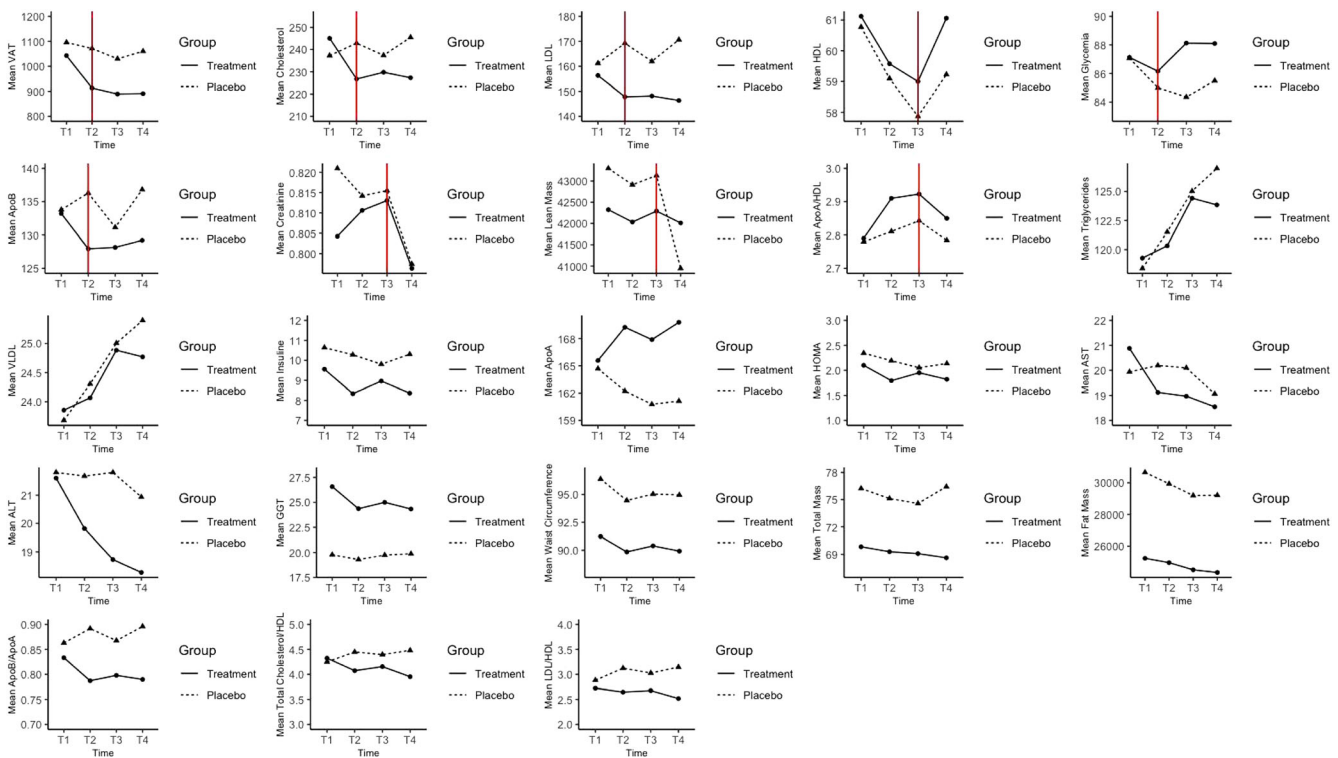 Mean VAT
1200
1100
1000
900
800
T1 T2 T3 T4
Time
Group
Treatment
Placebo
Mean Cholesterol
250
240
230
220
210
T1 T2 T3 T4
Time
Group
Treatment
Placebo
Mean LDL
180
170
160
150
140
T1 T2 T3 T4
Time
Group
Treatment
Placebo
Mean HDL
61
60
59
58
T1 T2 T3 T4
Time
Group
Treatment
Placebo
Mean Glycemia
90
88
86
84
T1 T2 T3 T4
Time
Group
Treatment
Placebo
Mean ApoB
140
135
130
125
T1 T2 T3 T4
Time
Group
Treatment
Placebo
Mean Creatinine
0.820
0.815
0.810
0.805
0.800
T1 T2 T3 T4
Time
Group
Treatment
Placebo
Mean Lean Mass
43000
42500
42000
41500
41000
T1 T2 T3 T4
Time
Group
Treatment
Placebo
Mean ApoA/HDL
3.0
2.9
2.8
2.7
T1 T2 T3 T4
Time
Group
Treatment
Placebo
Mean Triglycerides
125.0
122.5
120.0
T1 T2 T3 T4
Time
Group
Treatment
Placebo
Mean VLDL
25.0
24.5
24.0
T1 T2 T3 T4
Time
Group
Treatment
Placebo
Mean Insuline
12
11
10
9
8
7
T1 T2 T3 T4
Time
Group
Treatment
Placebo
Mean ApoA
168
165
162
159
T1 T2 T3 T4
Time
Group
Treatment
Placebo
Mean HOMA
3.0
2.5
2.0
1.5
1.0
T1 T2 T3 T4
Time
Group
Treatment
Placebo
Mean AST
22
21
20
19
18
T1 T2 T3 T4
Time
Group
Treatment
Placebo
Mean ALT
21
20
19
T1 T2 T3 T4
Time
Group
Treatment
Placebo
Mean GGT
27.5
25.0
22.5
20.0
17.5
T1 T2 T3 T4
Time
Group
Treatment
Placebo
Mean Waist Circumference
95.0
92.5
90.0
T1 T2 T3 T4
Time
Group
Treatment
Placebo
Mean Total Mass
78
75
72
69
T1 T2 T3 T4
Time
Group
Treatment
Placebo
Mean Fat Mass
30000
28000
26000
T1 T2 T3 T4
Time
Group
Treatment
Placebo
Mean ApoB/ApoA
0.90
0.85
0.80
0.75
0.70
T1 T2 T3 T4
Time
Group
Treatment
Placebo
Mean Total Cholesterol/HDL
5.0
4.5
4.0
3.5
3.0
T1 T2 T3 T4
Time
Group
Treatment
Placebo
Mean LDL/HDL
4.0
3.5
3.0
2.5
2.0
T1 T2 T3 T4
Time
Group
Treatment
Placebo